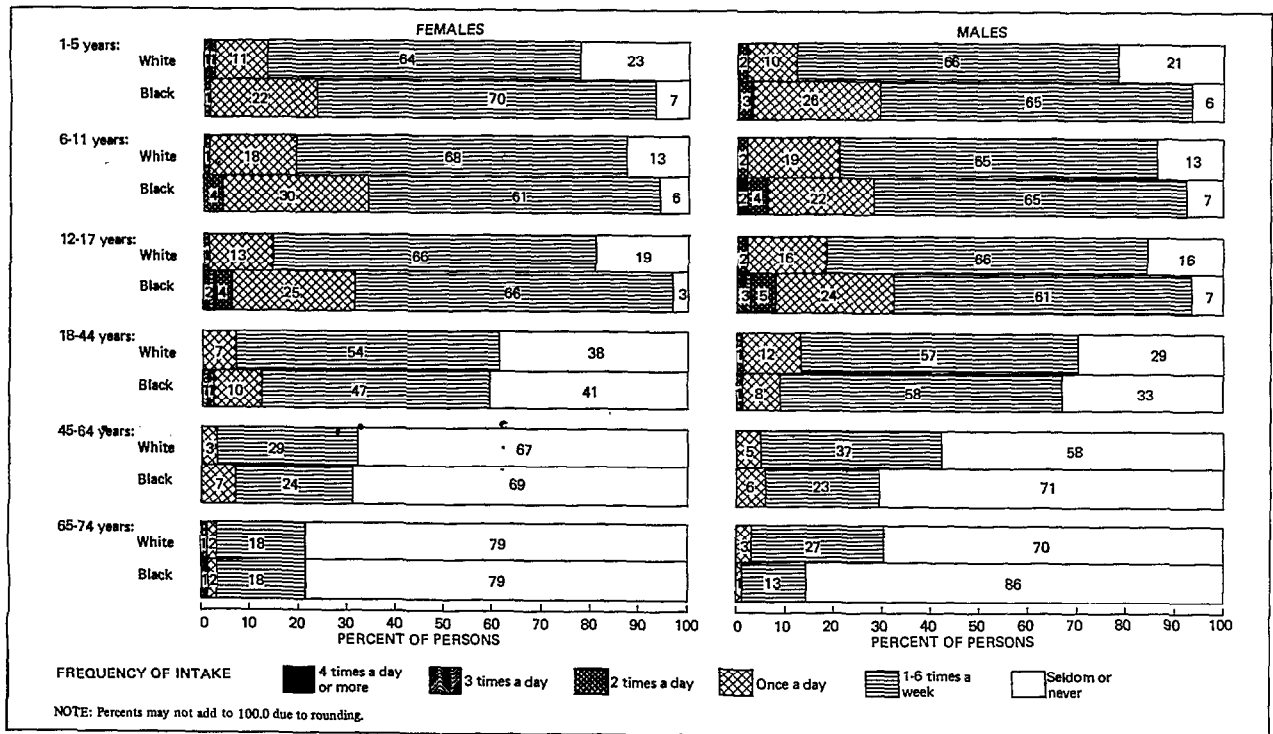 FEMALES
MALES
1-5 years:
White 1 1 11 64 23 2 10 66 21
Black 1 22 70 7 3 28 65 6
6-11 years:
White 1 18 68 13 2 19 65 13
Black 4 30 61 6 2 4 22 65 7
12-17 years:
White 1 13 66 19 2 16 66 16
Black 2 4 25 66 3 3 5 24 61 7
18-44 years:
White 7 54 38 1 12 57 29
Black 1 1 10 47 41 1 8 58 33
45-64 years:
White 3 29 67 5 37 58
Black 7 24 69 6 23 71
65-74 years:
White 1 2 18 79 3 27 70
Black 1 2 18 79 1 13 86
0 10 20 30 40 50 60 70 80 90 100 0 10 20 30 40 50 60 70 80 90 100
PERCENT OF PERSONS PERCENT OF PERSONS
FREQUENCY OF INTAKE
4 times a day
or more
3 times a day
2 times a day
Once a day
1-6 times a
week
Seldom or
never
NOTE: Percents may not add to 100.0 due to rounding.